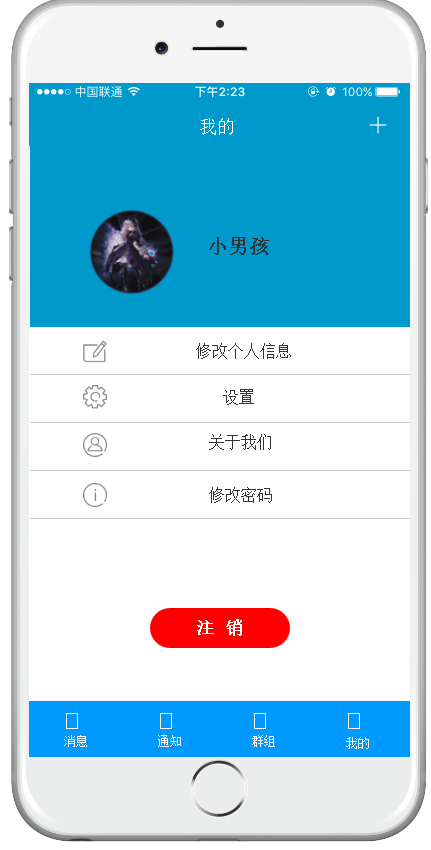 中国联通 下午2:23 100%
我的
小男孩
修改个人信息
设置
关于我们
修改密码
注 销
消息 通知 群组 我的